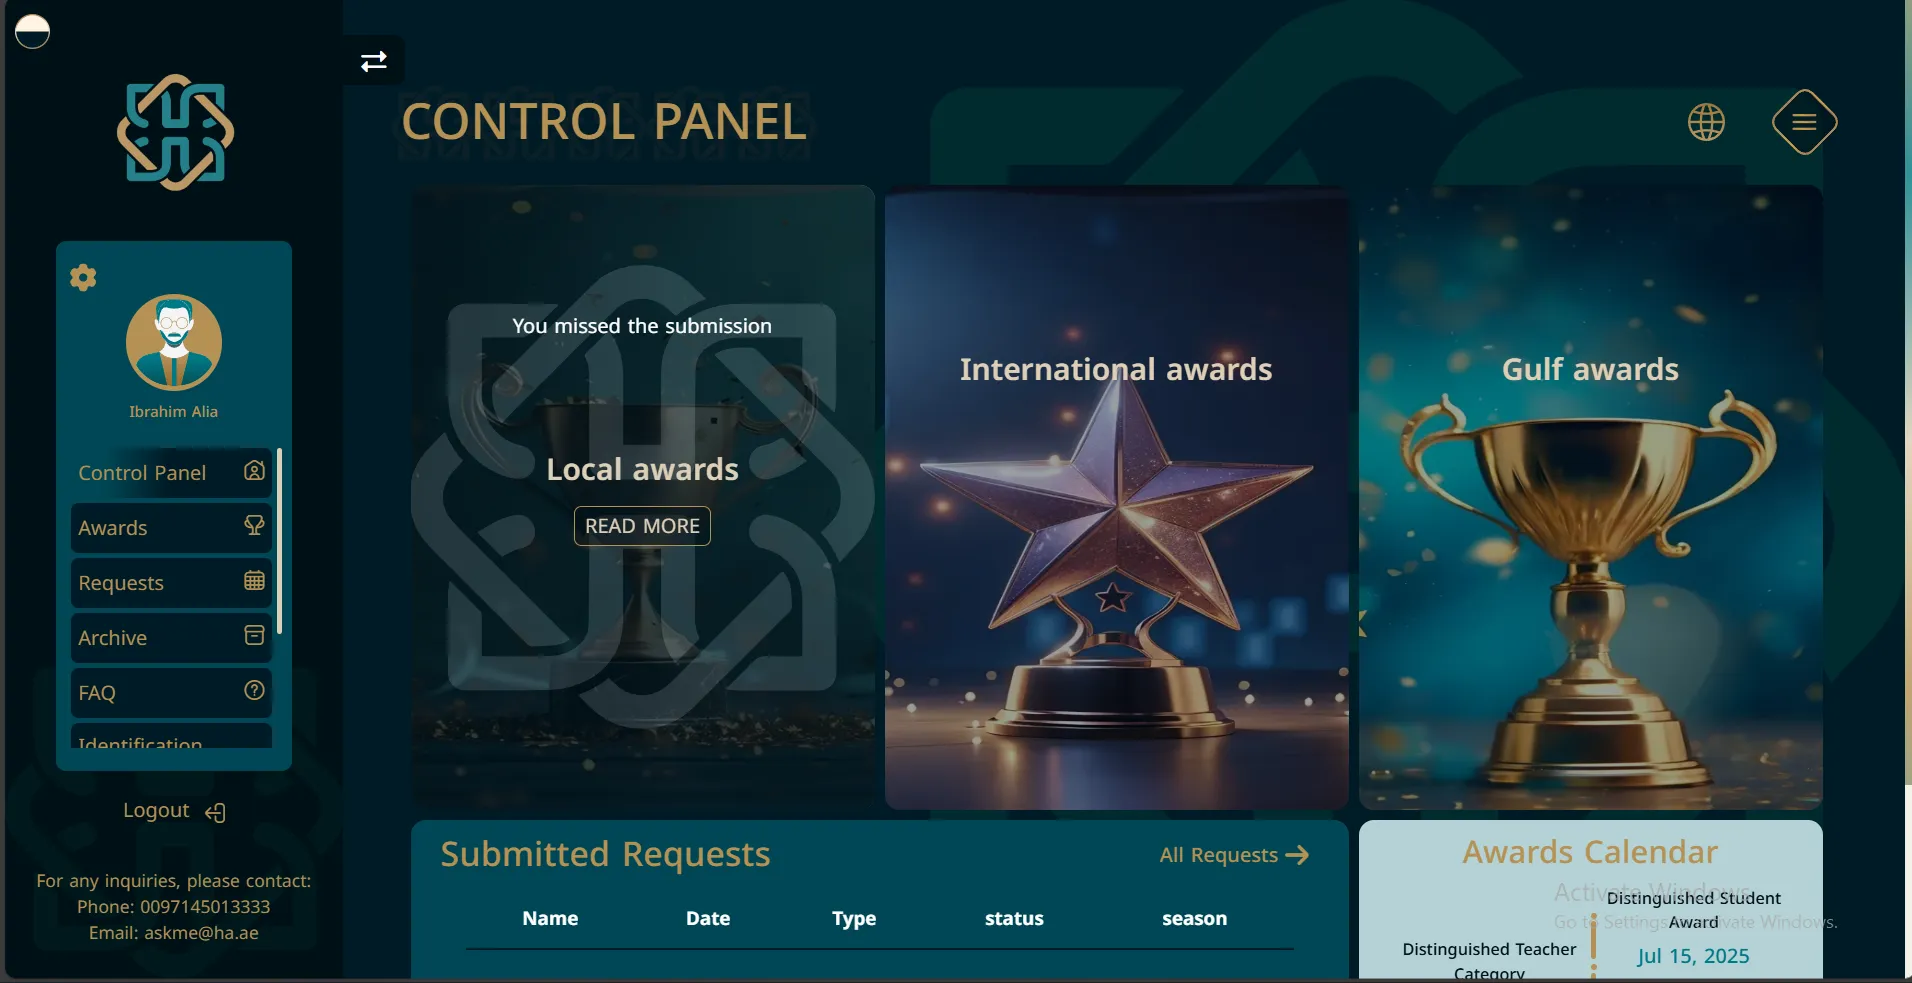 CONTROL PANEL
Ibrahim Alia
Control Panel
Awards
Requests
Archive
FAQ
Identification
Logout
For any inquiries, please contact:
Phone: 0097145013333
Email: askme@ha.ae
You missed the submission
Local awards
READ MORE
International awards
Gulf awards
Submitted Requests
All Requests
Name Date Type status season
Awards Calendar
Distinguished Student
Award
Jul 15, 2025
Distinguished Teacher
Category
Activate Windows
Go to Settings to activate Windows.